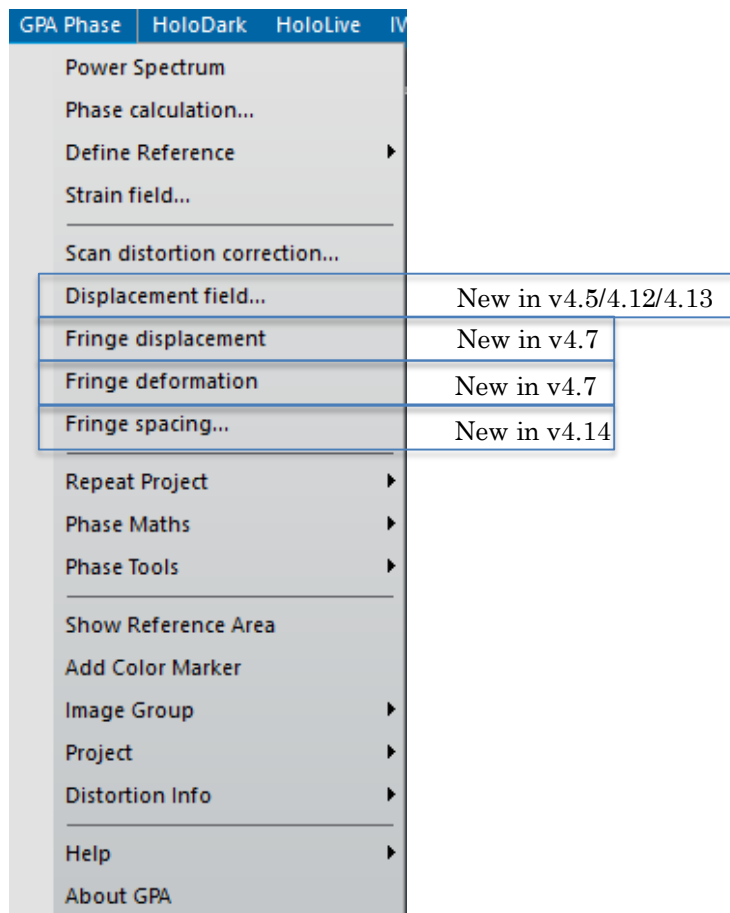 GPA Phase HoloDark HoloLive
Power Spectrum
Phase calculation...
Define Reference
Strain field...
Scan distortion correction...
Displacement field... New in v4.5/4.12/4.13
Fringe displacement New in v4.7
Fringe deformation New in v4.7
Fringe spacing... New in v4.14
Repeat Project
Phase Maths
Phase Tools
Show Reference Area
Add Color Marker
Image Group
Project
Distortion Info
Help
About GPA